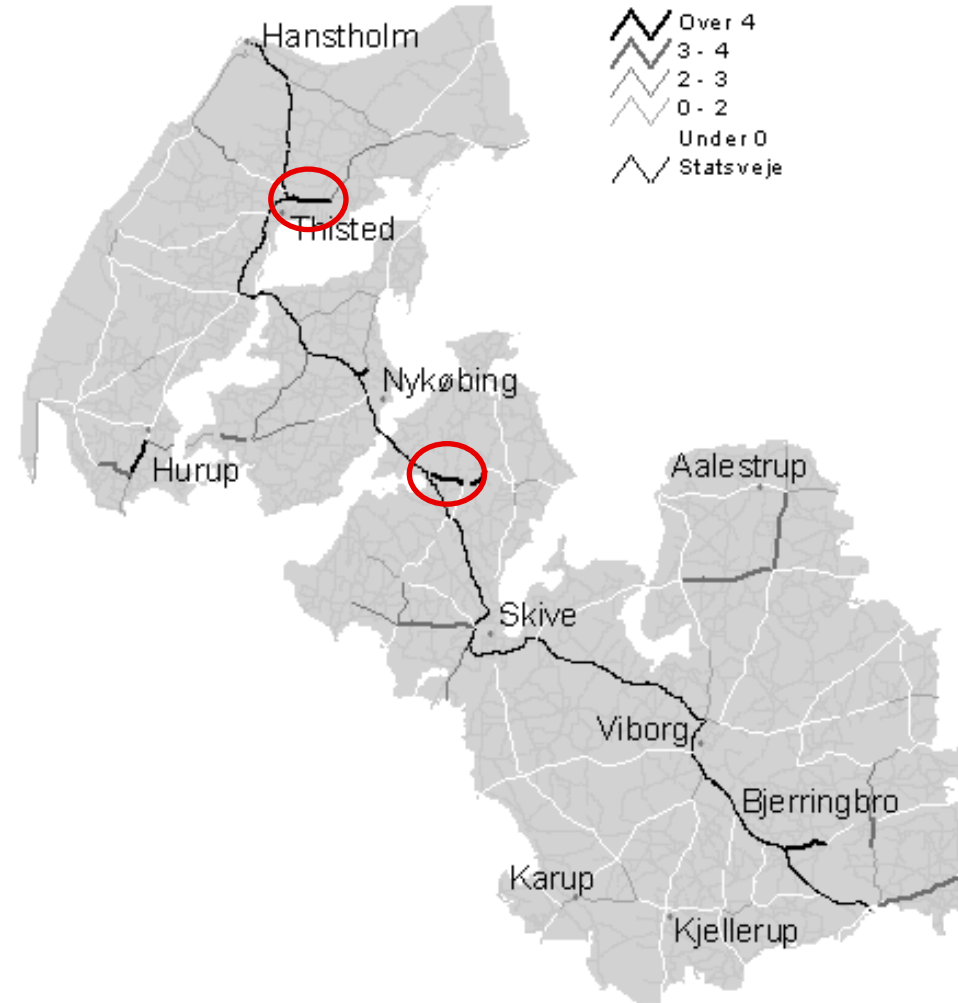 Over 4
Hanstholm
3 - 4
2 - 3
0 - 2
Under 0
Statsveje
Thisted
Nykøbing
Hurup
Aalestrup
Skive
Viborg
Bjerringbro
Karup
Kjellerup